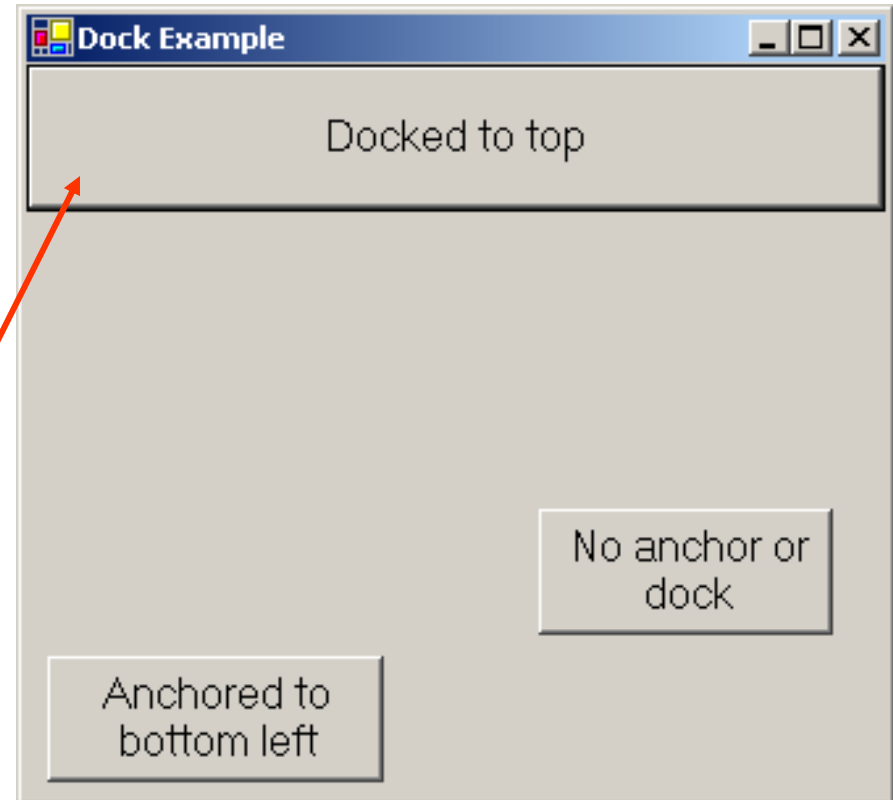 Dock Example
Docked to top
No anchor or
dock
Anchored to
bottom left